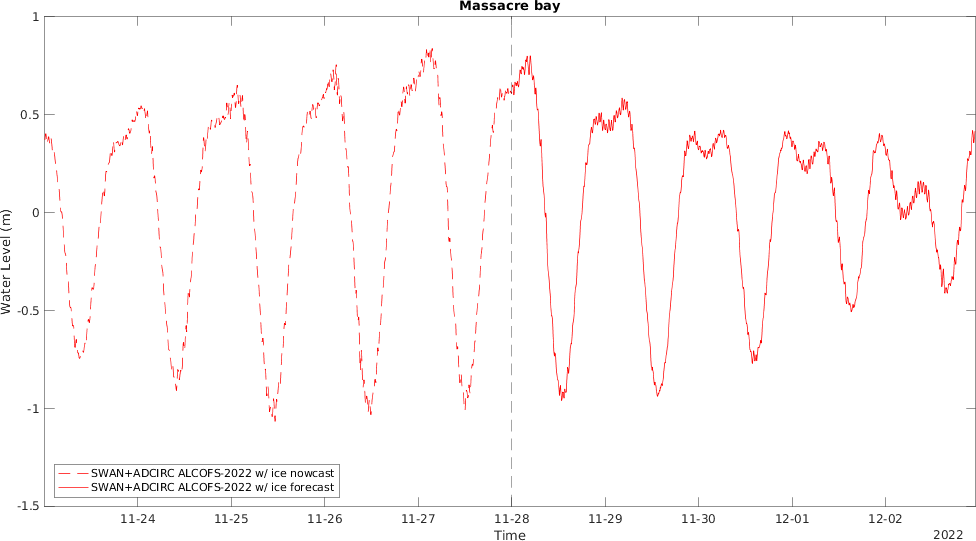 Massacre bay
1
0.5
0
-0.5
-1
-1.5
Water Level (m)
SWAN+ADCIRC ALCOFS-2022 w/ ice nowcast
SWAN+ADCIRC ALCOFS-2022 w/ ice forecast
11-24 11-25 11-26 11-27 11-28 11-29 11-30 12-01 12-02
Time
2022